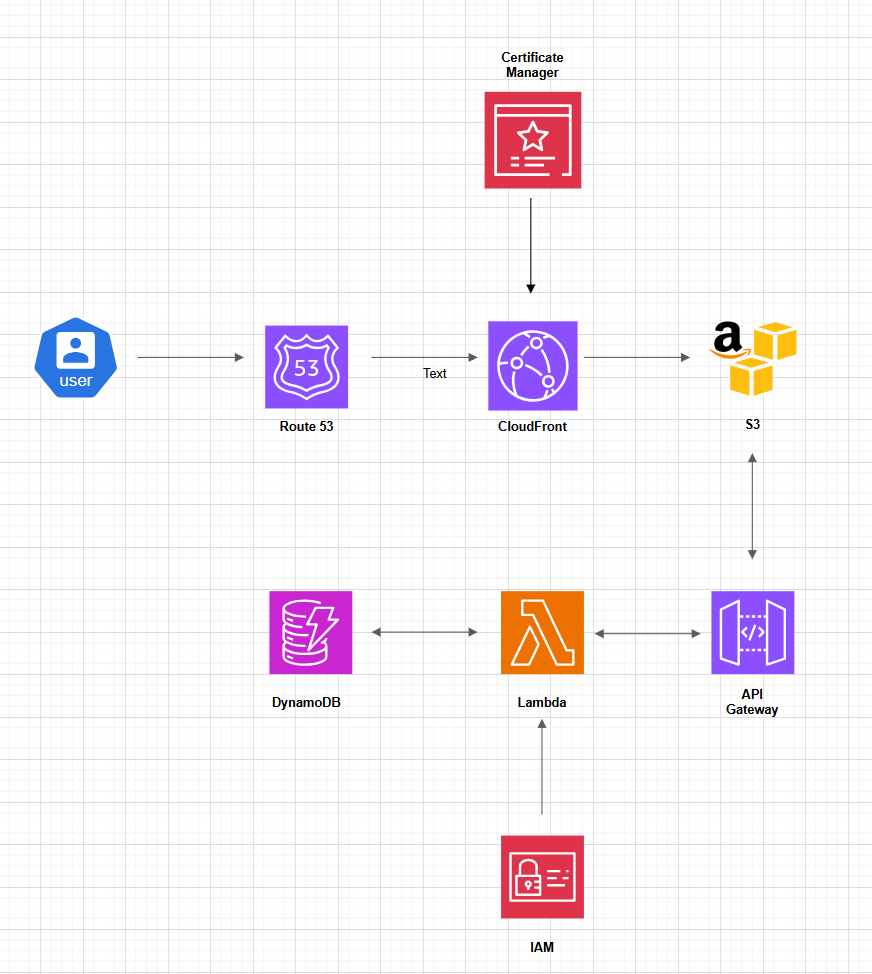 Certificate
Manager
user
53
Text
a
Route 53
CloudFront
S3
</>
DynamoDB
Lambda
API
Gateway
IAM